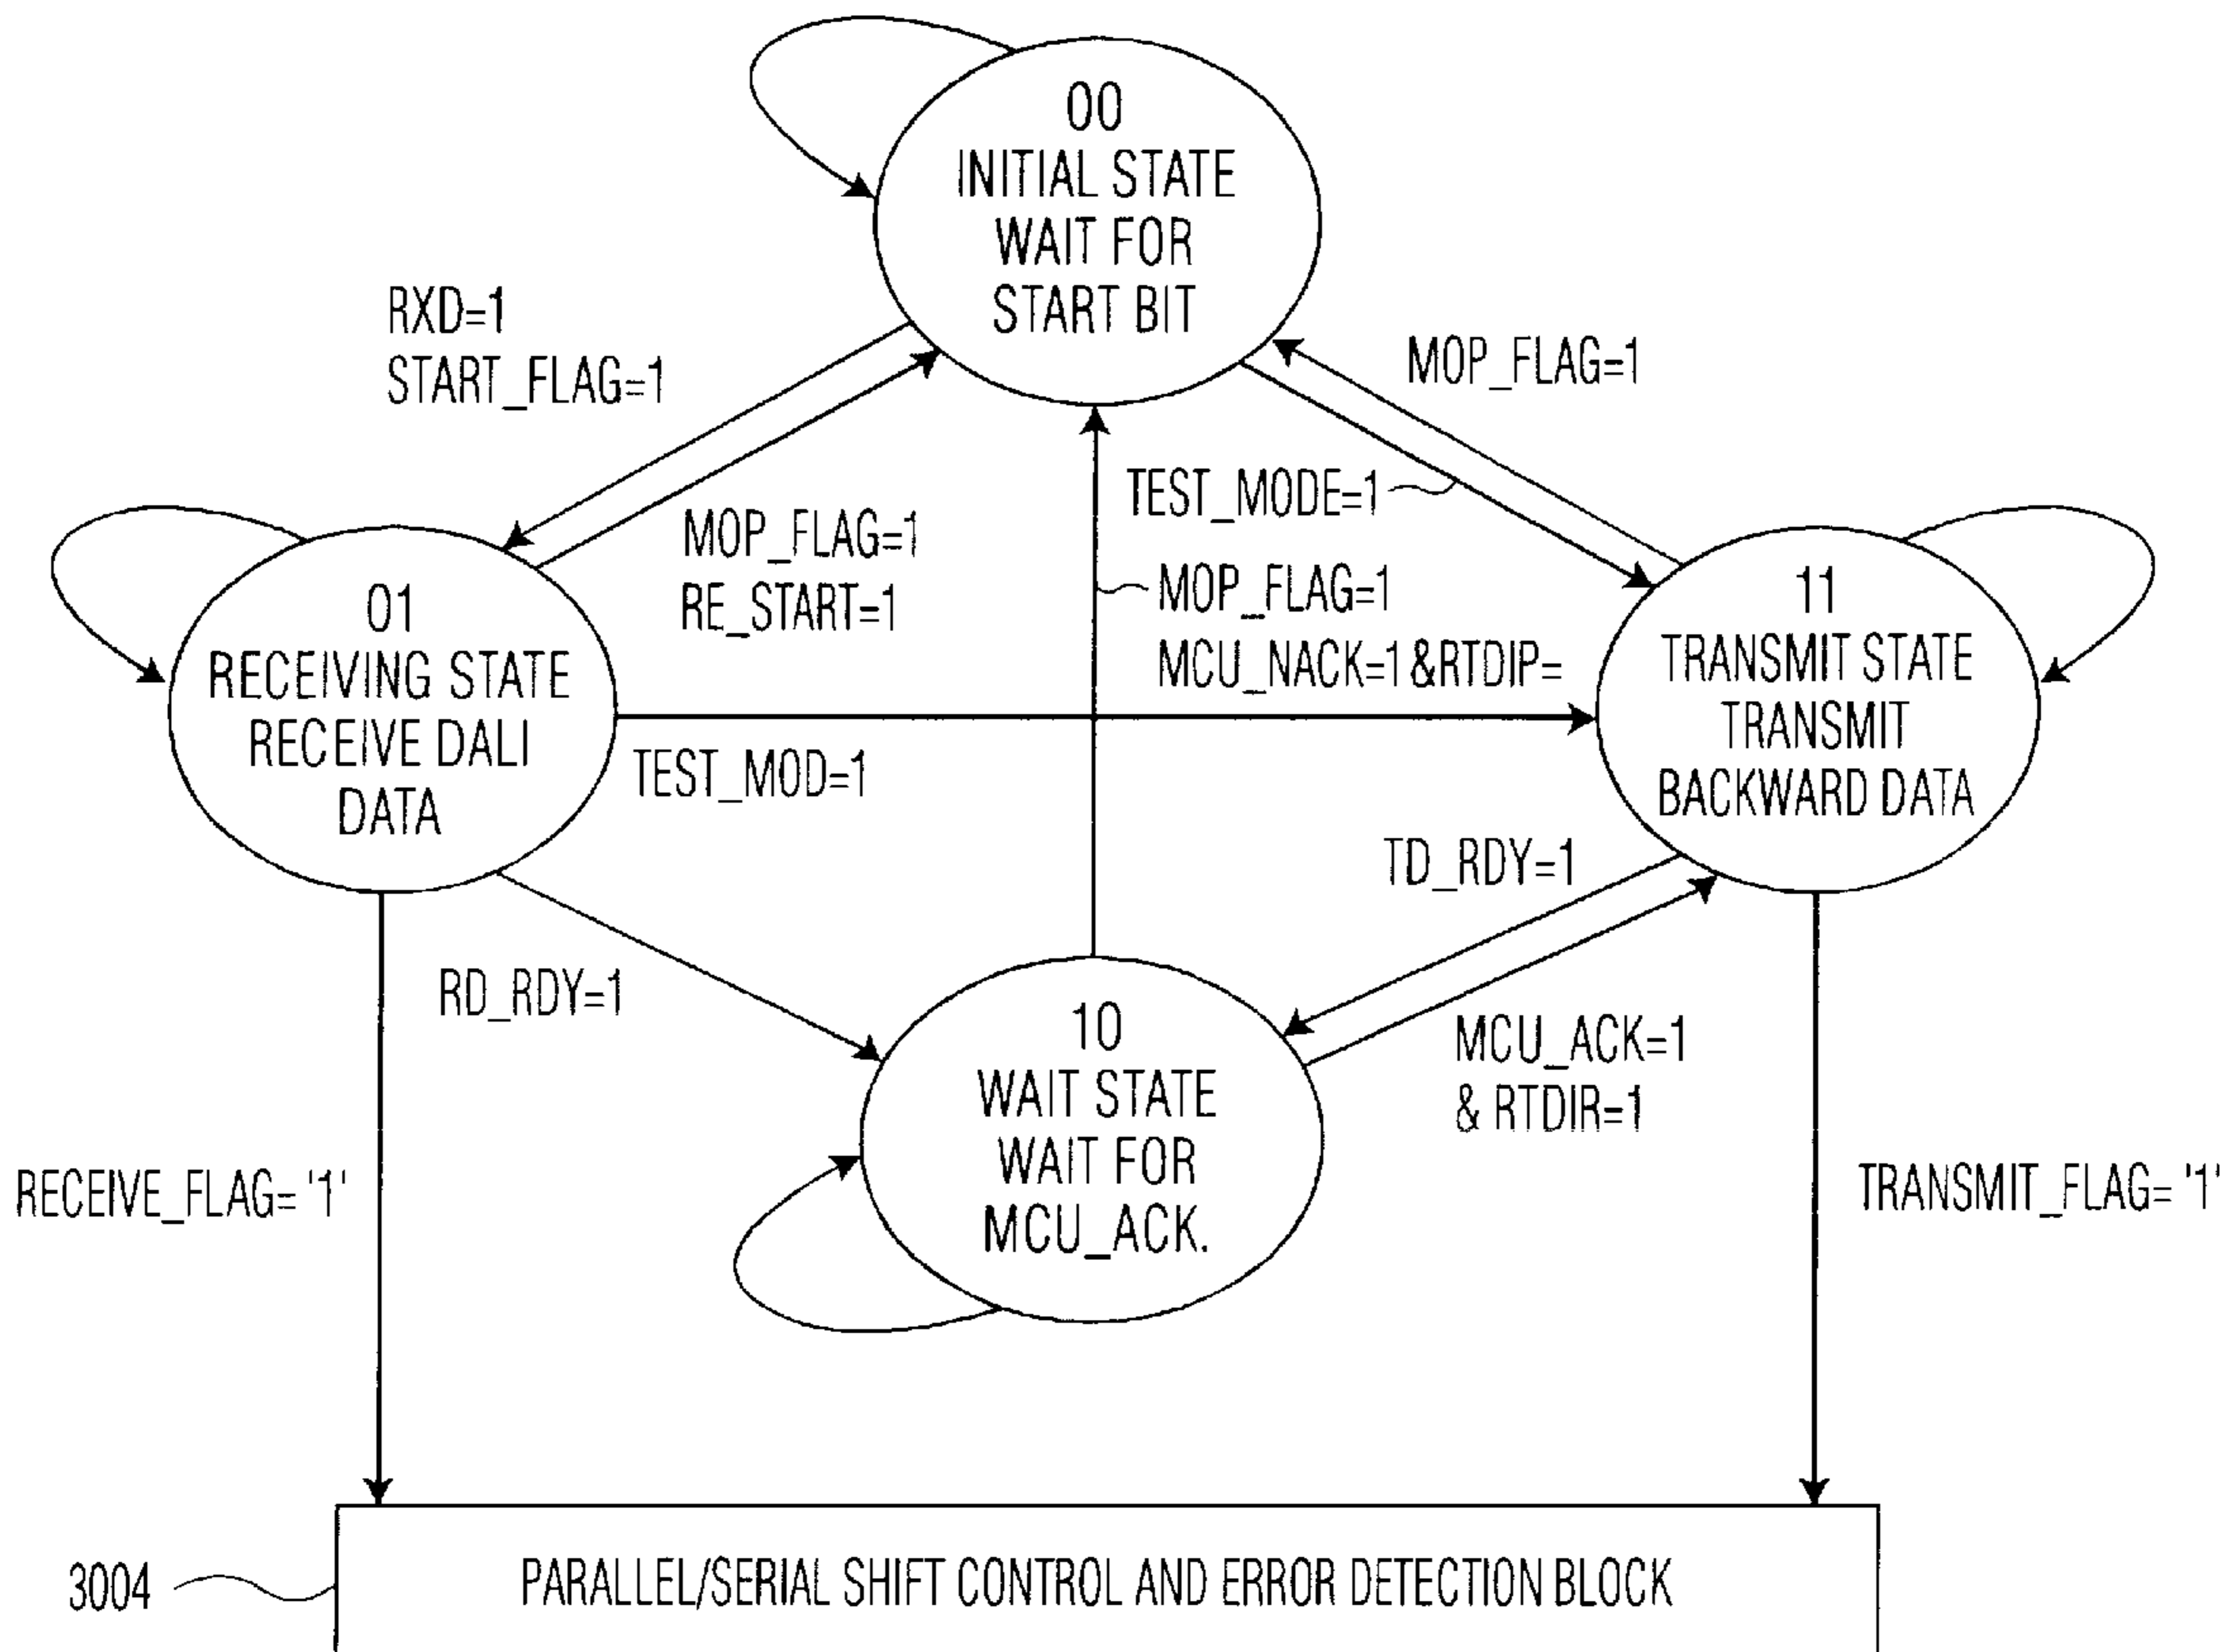 00
INITIAL STATE
WAIT FOR
START BIT
RXD=1
START_FLAG=1
MOP_FLAG=1
TEST_MODE=1
MOP_FLAG=1
RE_START=1
MOP_FLAG=1
MCU_NACK=1 &RTDIP=
01
RECEIVING STATE
RECEIVE DALI
DATA
11
TRANSMIT STATE
TRANSMIT
BACKWARD DATA
TEST_MOD=1
TD_RDY=1
RD_RDY=1
10
WAIT STATE
WAIT FOR
MCU_ACK.
MCU_ACK=1
& RTDIR=1
RECEIVE_FLAG= '1'
TRANSMIT_FLAG= '1'
3004
PARALLEL/SERIAL SHIFT CONTROL AND ERROR DETECTION BLOCK